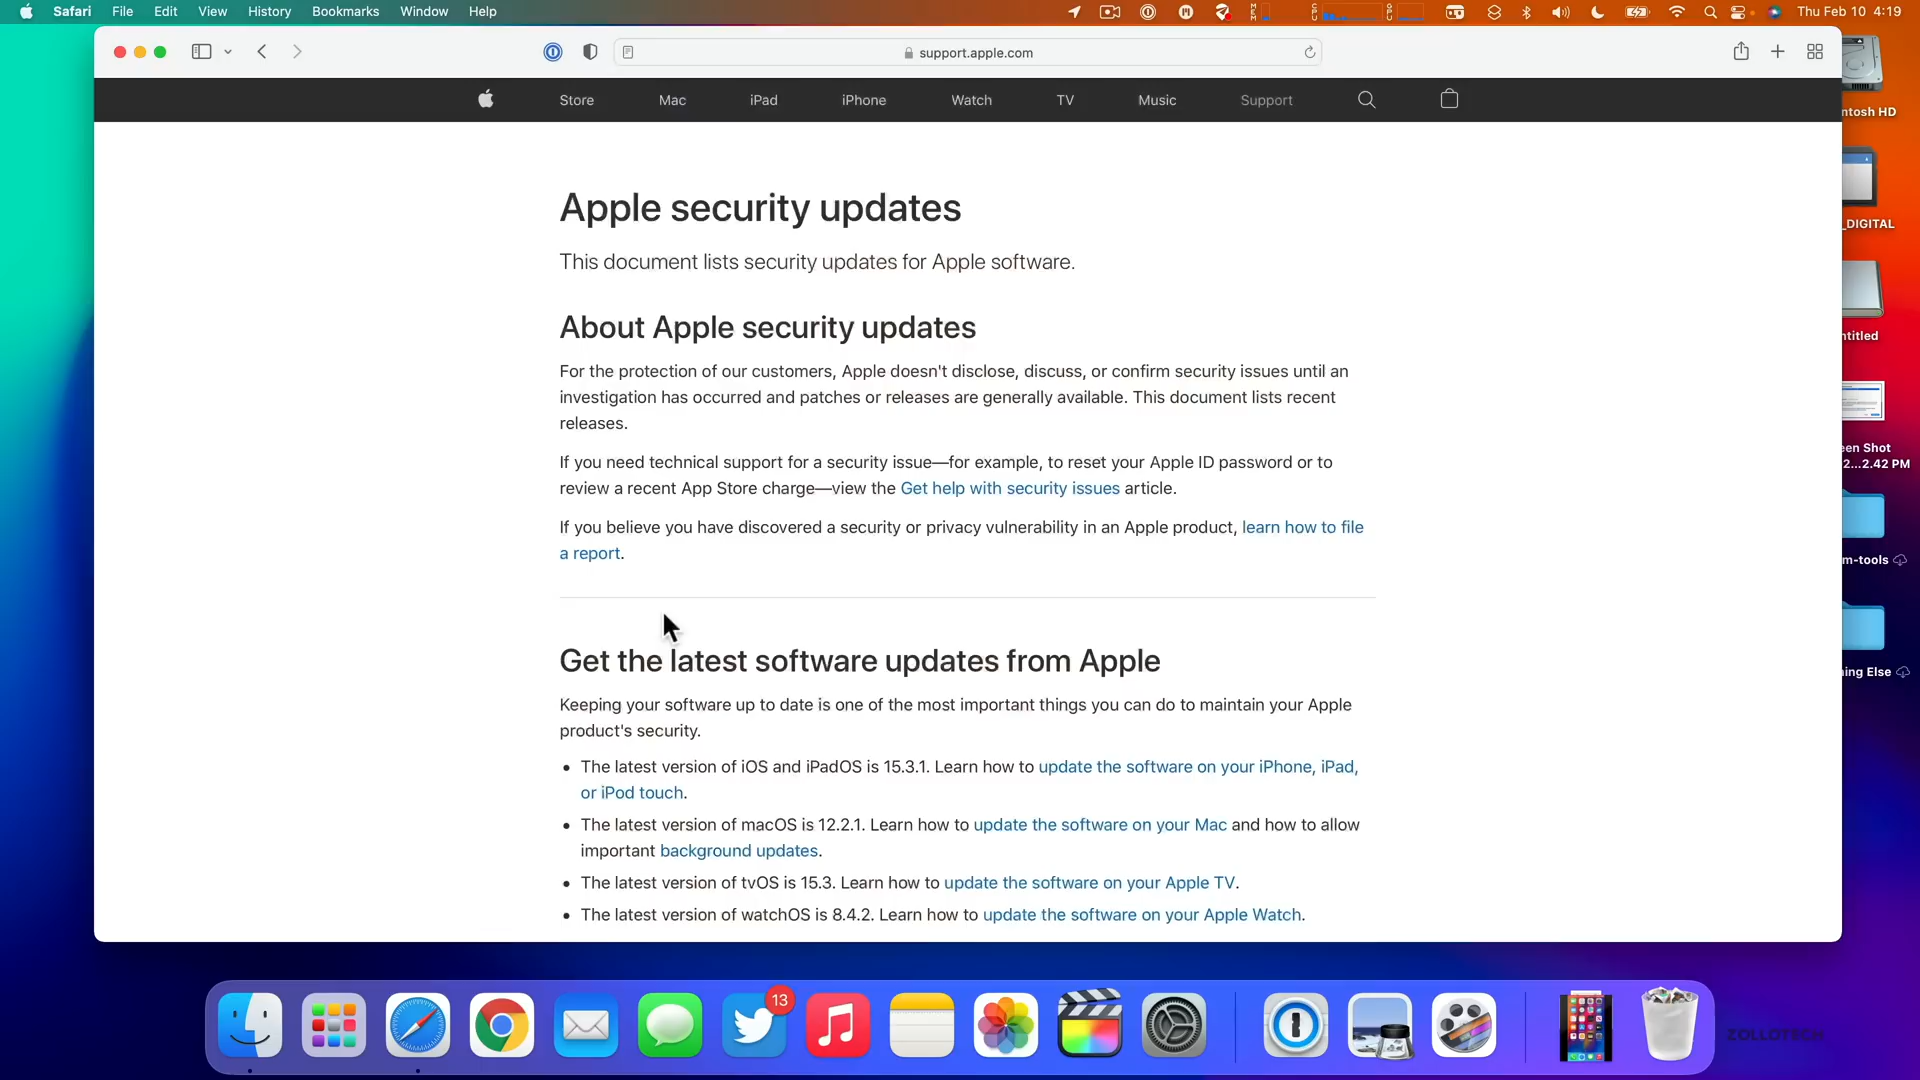 Safari File Edit View History Bookmarks Window Help Thu Feb 10 4:19
support.apple.com
Store Mac iPad iPhone Watch TV Music Support
Apple security updates
This document lists security updates for Apple software.
About Apple security updates
For the protection of our customers, Apple doesn't disclose, discuss, or confirm security issues until an
investigation has occurred and patches or releases are generally available. This document lists recent
releases.
If you need technical support for a security issue—for example, to reset your Apple ID password or to
review a recent App Store charge—view the Get help with security issues article.
If you believe you have discovered a security or privacy vulnerability in an Apple product, learn how to file
a report.
Get the latest software updates from Apple
Keeping your software up to date is one of the most important things you can do to maintain your Apple
product's security.
• The latest version of iOS and iPadOS is 15.3.1. Learn how to update the software on your iPhone, iPad,
or iPod touch.
• The latest version of macOS is 12.2.1. Learn how to update the software on your Mac and how to allow
important background updates.
• The latest version of tvOS is 15.3. Learn how to update the software on your Apple TV.
• The latest version of watchOS is 8.4.2. Learn how to update the software on your Apple Watch.
ntosh HD
_DIGITAL
ntitled
een Shot
2...2.42 PM
m-tools
ning Else
13
ZOLLOTECH